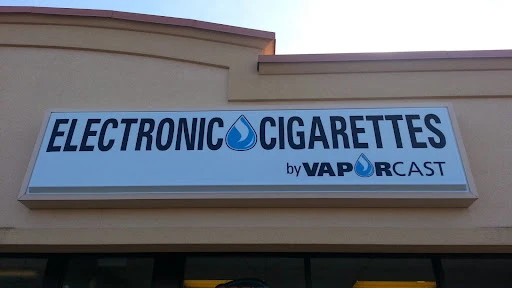 ELECTRONIC CIGARETTES
by VAPORCAST